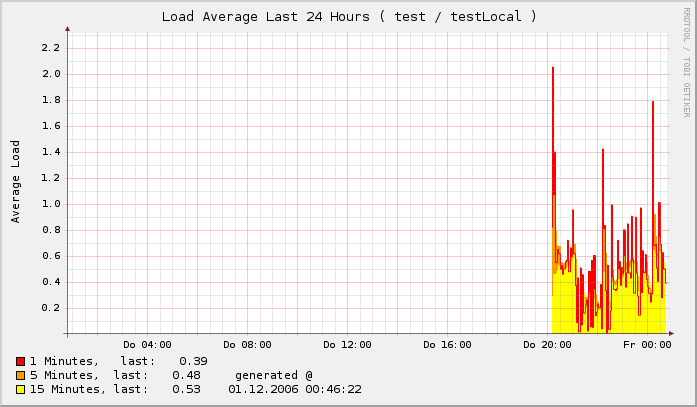 Load Average Last 24 Hours ( test / testLocal )
RRDTOOL / TOBI OETIKER
Average Load
2.2
2.0
1.8
1.6
1.4
1.2
1.0
0.8
0.6
0.4
0.2
Do 04:00 Do 08:00 Do 12:00 Do 16:00 Do 20:00 Fr 00:00
1 Minutes, last: 0.39
5 Minutes, last: 0.48 generated @
15 Minutes, last: 0.53 01.12.2006 00:46:22